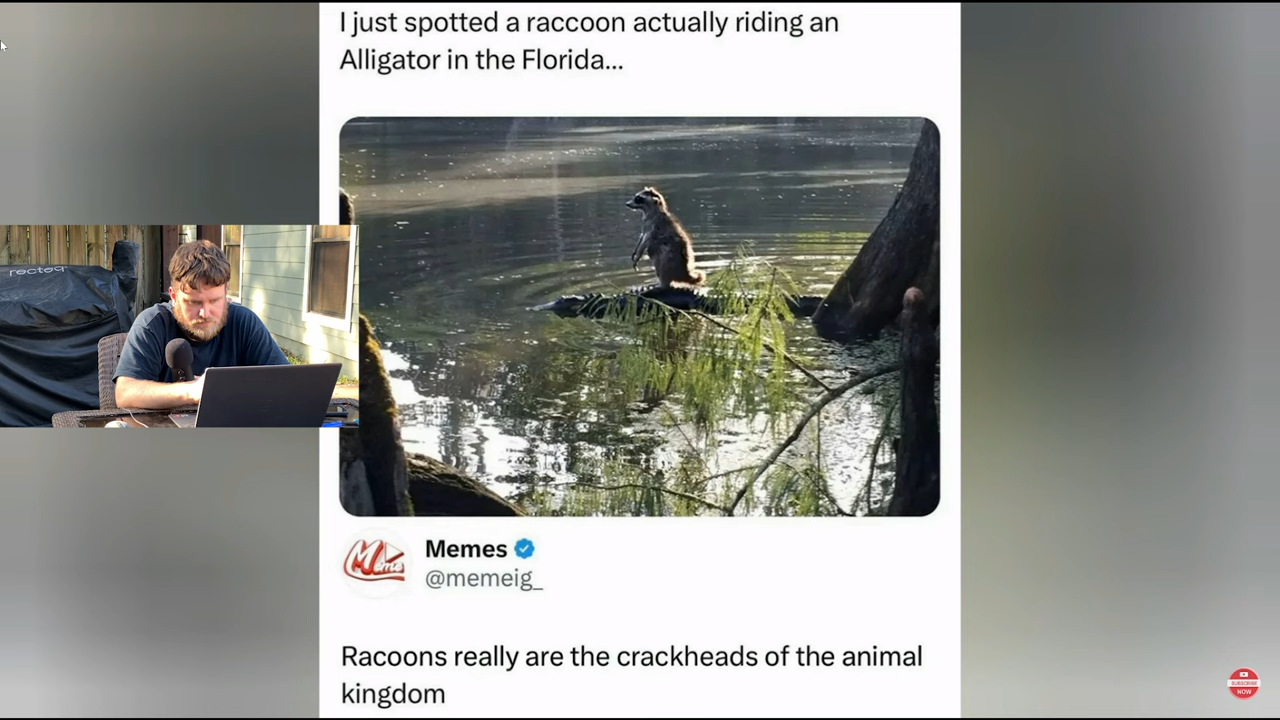 I just spotted a raccoon actually riding an
Alligator in the Florida...
recteq
Meme
Memes
@memeig_
Racoons really are the crackheads of the animal
kingdom
SUBSCRIBE
NOW